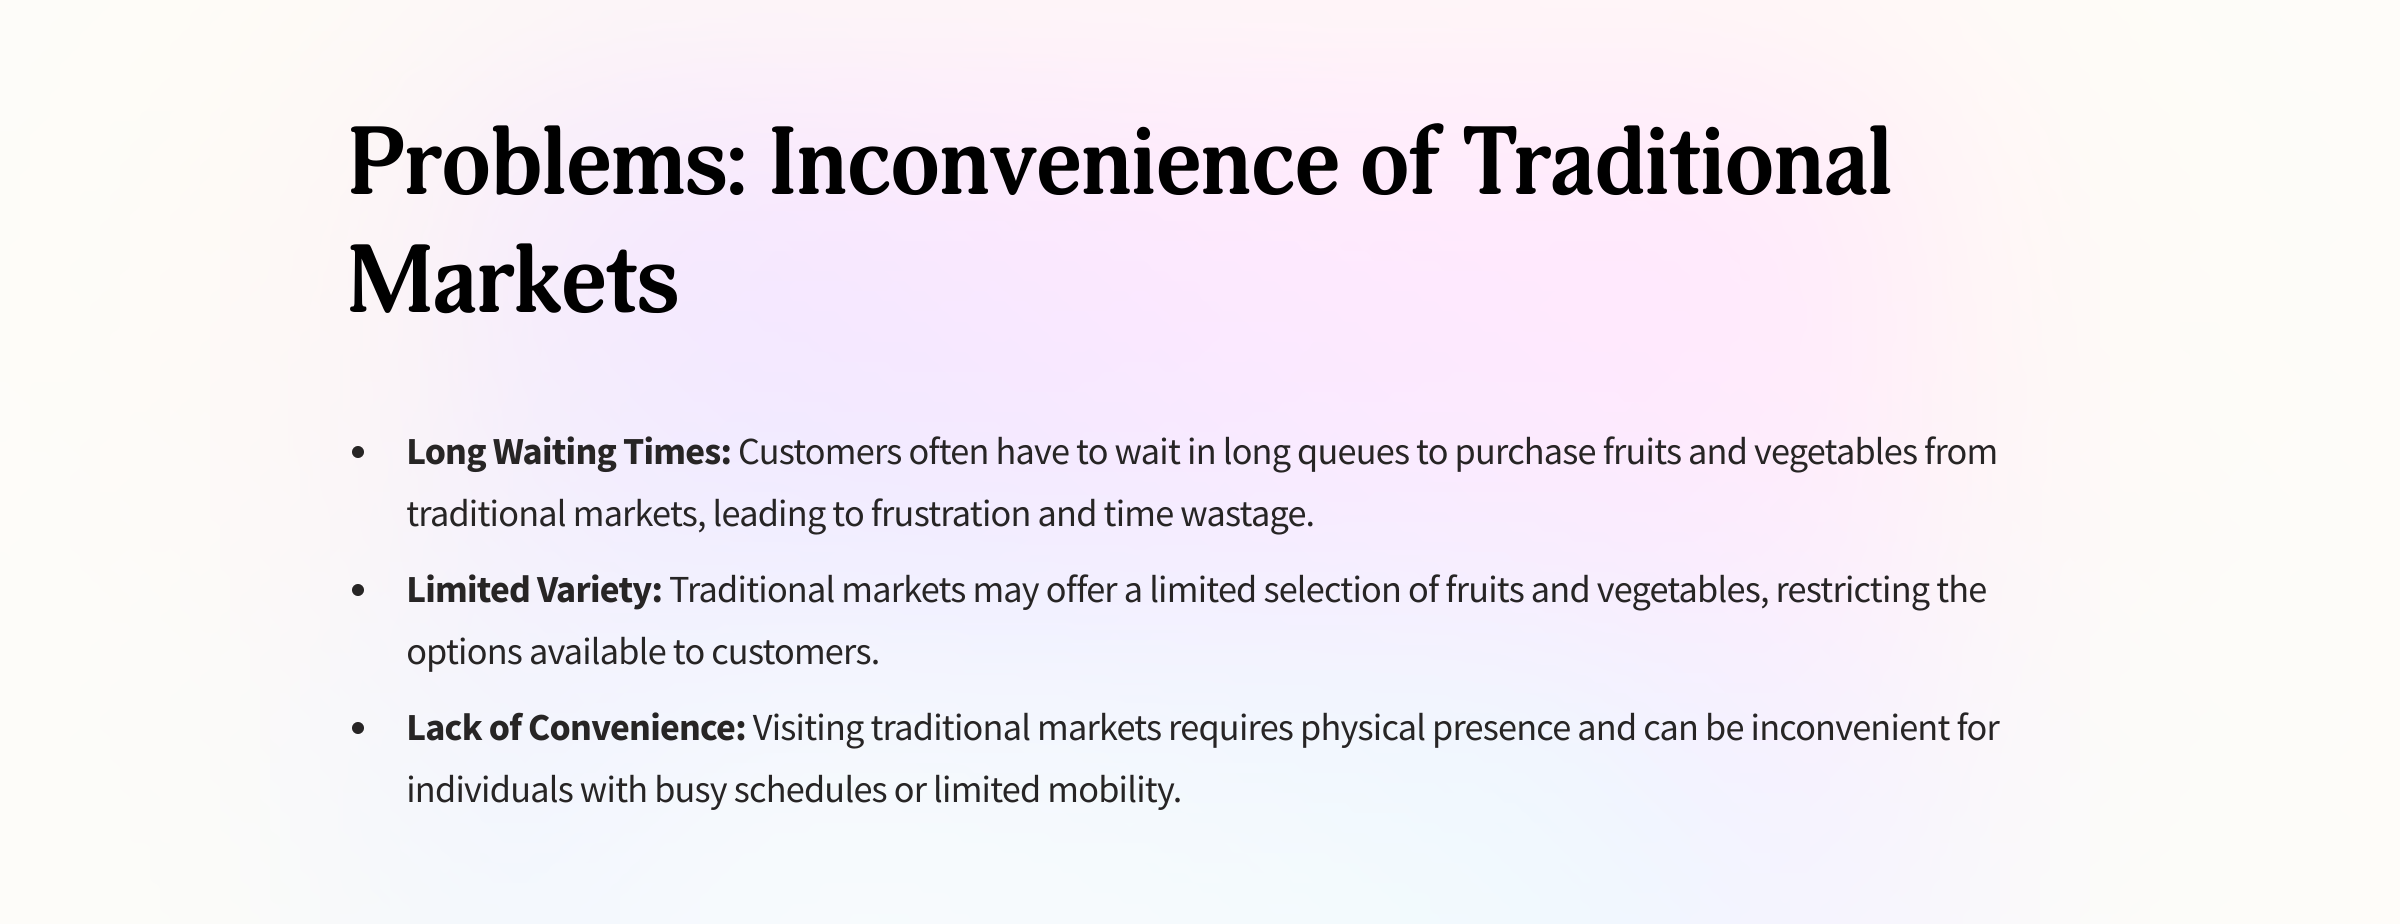 Problems: Inconvenience of Traditional
Markets
• Long Waiting Times: Customers often have to wait in long queues to purchase fruits and vegetables from
traditional markets, leading to frustration and time wastage.
• Limited Variety: Traditional markets may offer a limited selection of fruits and vegetables, restricting the
options available to customers.
• Lack of Convenience: Visiting traditional markets requires physical presence and can be inconvenient for
individuals with busy schedules or limited mobility.